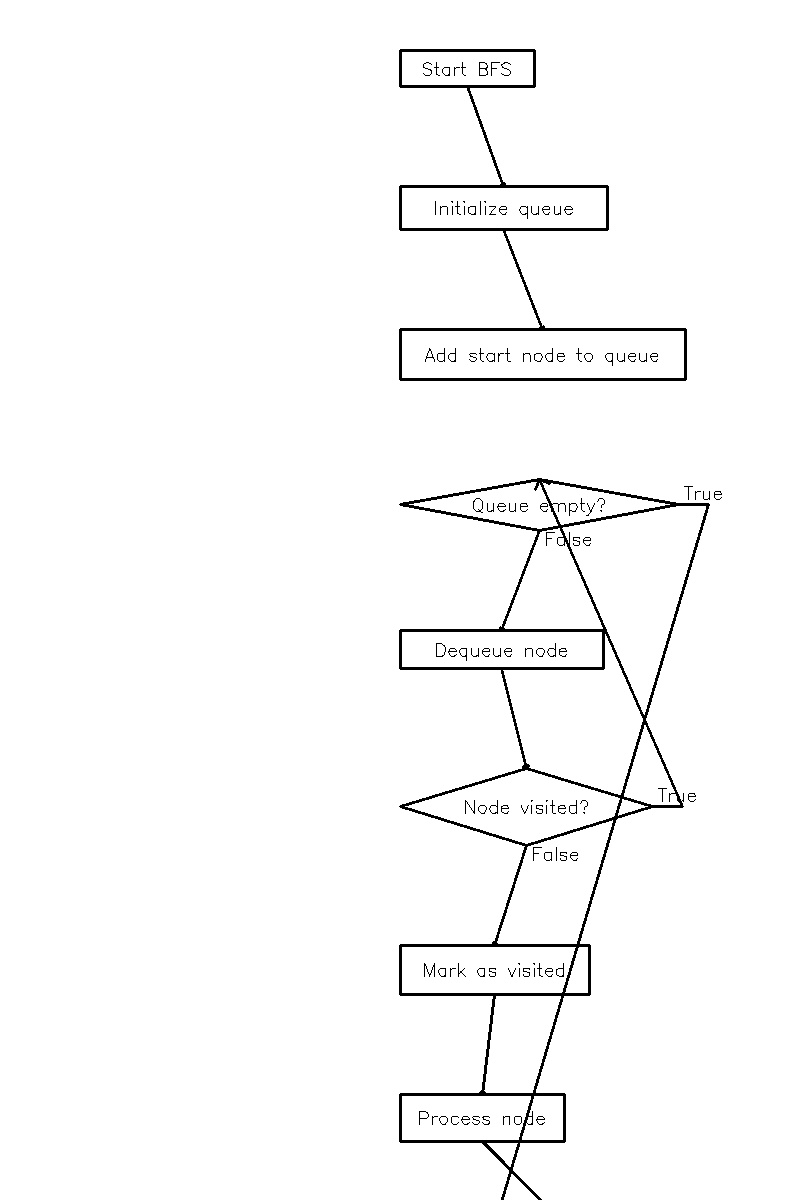 Start BFS
Initialize queue
Add start node to queue
Queue empty?
True
False
Dequeue node
Node visited?
True
False
Mark as visited
Process node